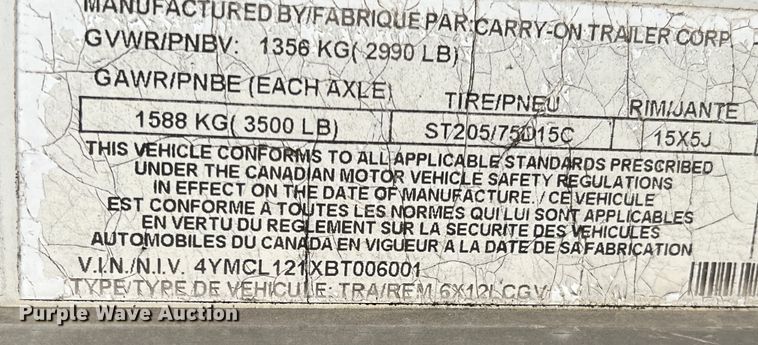 MANUFACTURED BY/FABRIQUE PAR: CARRY-ON TRAILER CORP
GVWR/PNBV: 1356 KG( 2990 LB)
GAWR/PNBE (EACH AXLE) TIRE/PNEU RIM/JANTE
1588 KG( 3500 LB) ST205/75D15C 15X5J
THIS VEHICLE CONFORMS TO ALL APPLICABLE STANDARDS PRESCRIBED
UNDER THE CANADIAN MOTOR VEHICLE SAFETY REGULATIONS
IN EFFECT ON THE DATE OF MANUFACTURE. / CE VEHICULE
EST CONFORME A TOUTES LES NORMES QUI LUI SONT APPLICABLES
EN VERTU DU REGLEMENT SUR LA SECURITE DES VEHICULES
AUTOMOBILES DU CANADA EN VIGUEUR A LA DATE DE SA FABRICATION
V.I.N./N.I.V. 4YMCL121XBT006001
TYPE/TYPE DE VEHICULE: TRA/REM 6X12LCGV
Purple Wave Auction